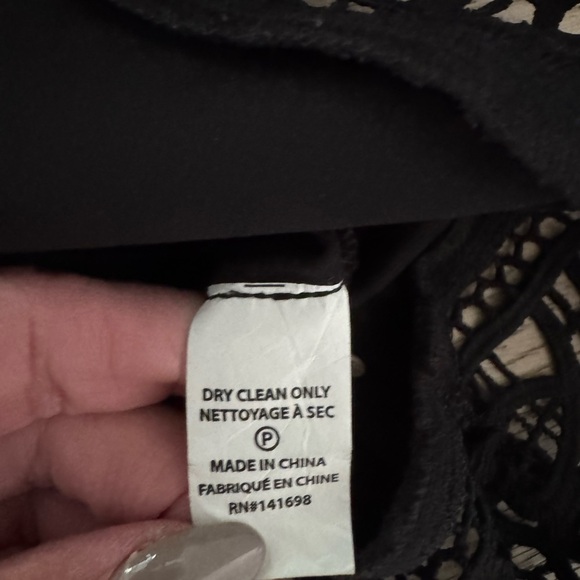 DRY CLEAN ONLY
NETTOYAGE À SEC
P
MADE IN CHINA
FABRIQUÉ EN CHINE
RN#141698